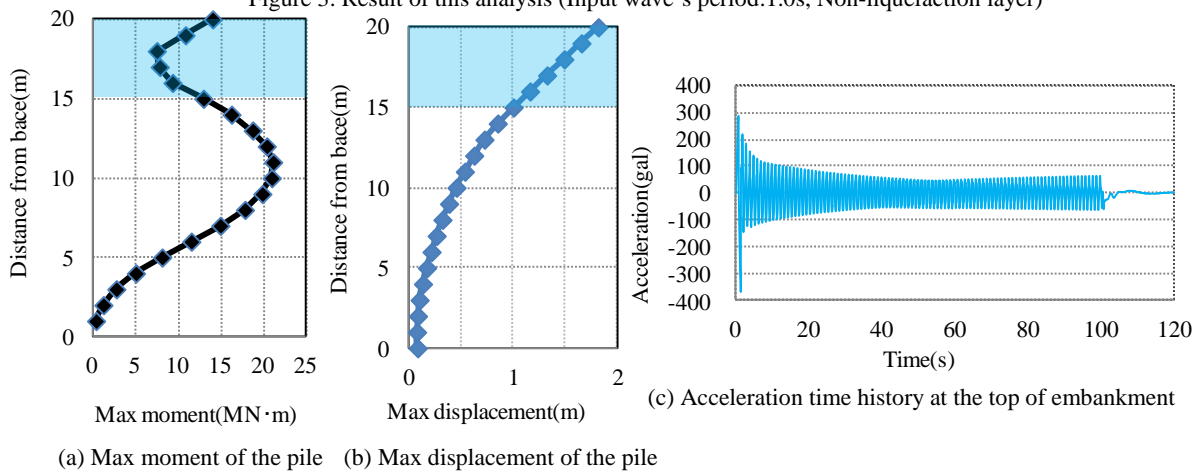 Figure 3. Result of this analysis (Input wave's period:1.0s, Non-liquefaction layer)
Distance from bace(m)
20
15
10
5
0
0 5 10 15 20 25
Max moment(MN・m)
(a) Max moment of the pile
Distance from bace(m)
20
15
10
5
0
0 1 2
Max displacement(m)
(b) Max displacement of the pile
Acceleration(gal)
400
300
200
100
0
-100
-200
-300
-400
0 20 40 60 80 100 120
Time(s)
(c) Acceleration time history at the top of embankment